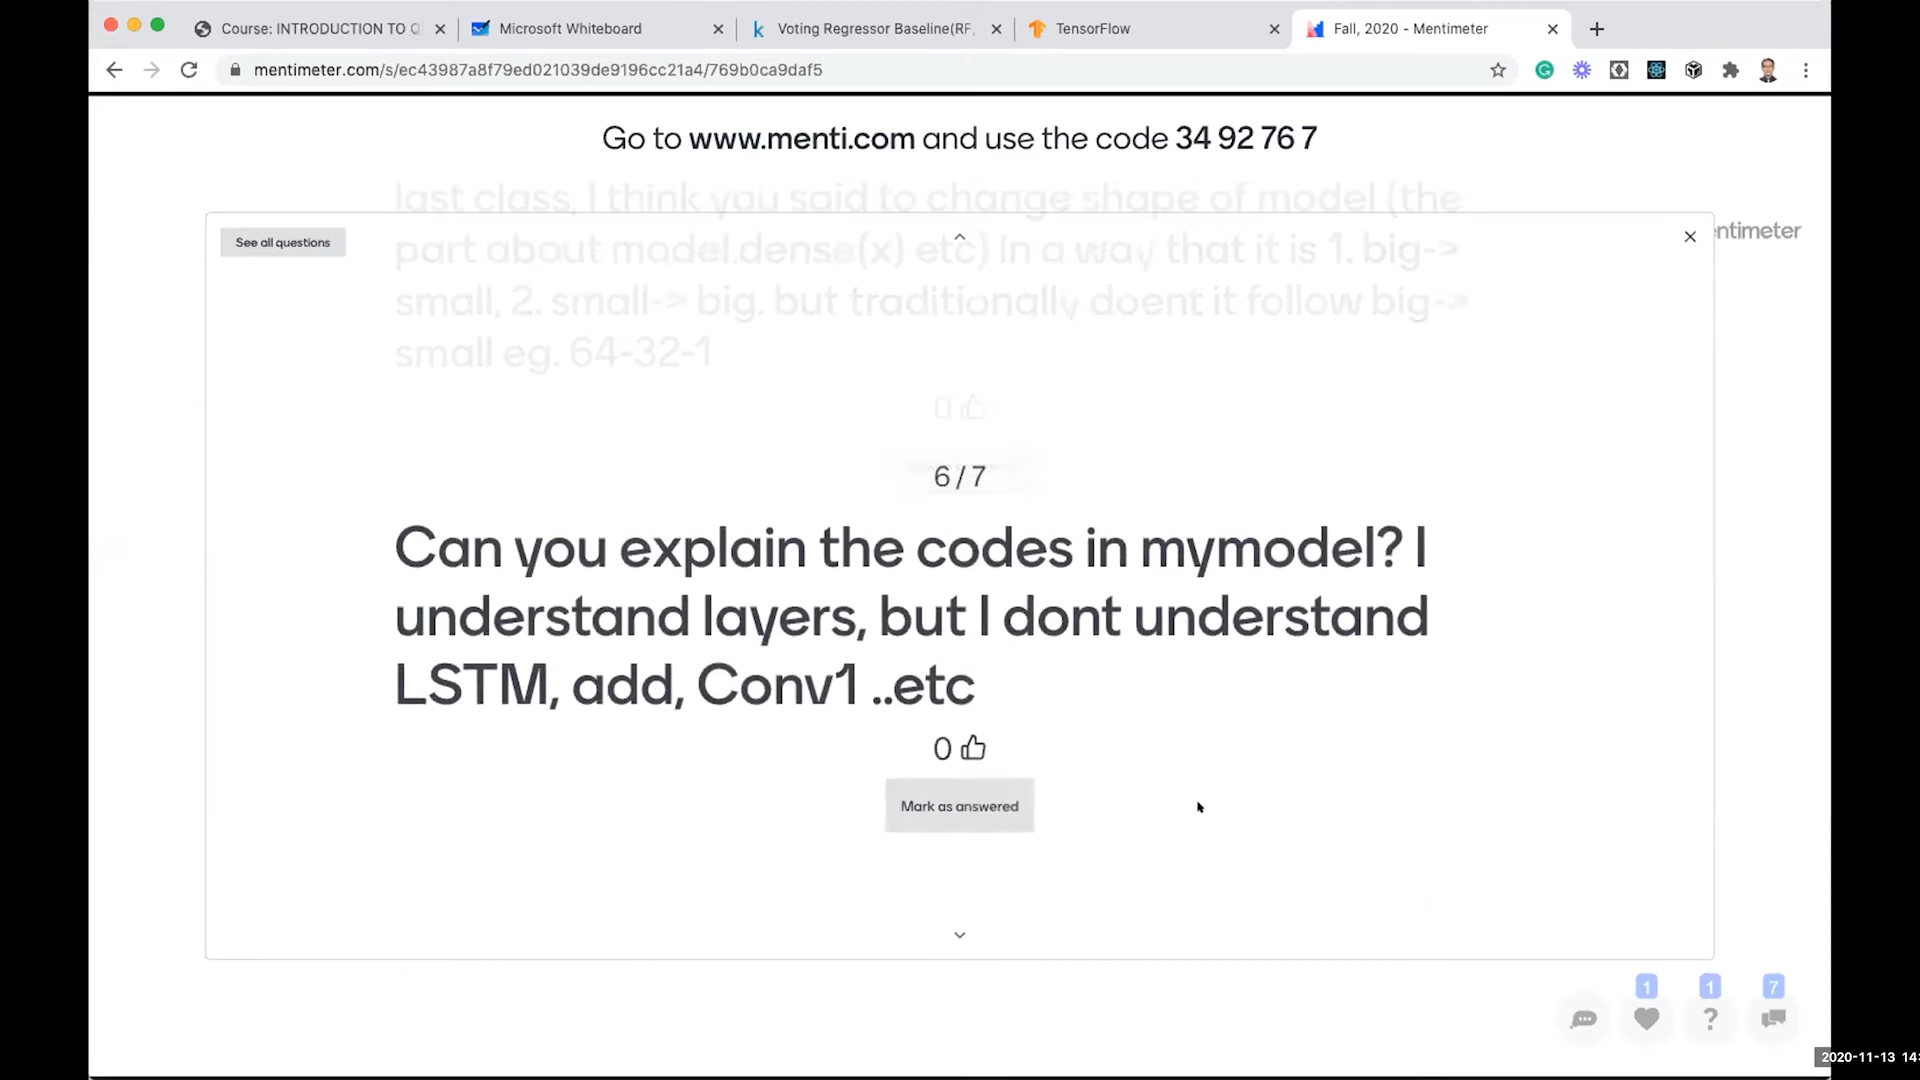 Course: INTRODUCTION TO Q
Microsoft Whiteboard
Voting Regressor Baseline(RF,
TensorFlow
Fall, 2020 - Mentimeter
mentimeter.com/s/ec43987a8f79ed021039de9196cc21a4/769b0ca9daf5
Go to www.menti.com and use the code 34 92 76 7
last class, I think you said to change shape of model (the
See all questions
ntimeter
part about model.dense(x) etc) in a way that it is 1. big->
small, 2. small-> big. but traditionally doent it follow big->
small eg. 64-32-1
0
6 / 7
Can you explain the codes in mymodel? I
understand layers, but I dont understand
LSTM, add, Conv1 ..etc
0
Mark as answered
1
1
7
?
2020-11-13 14: